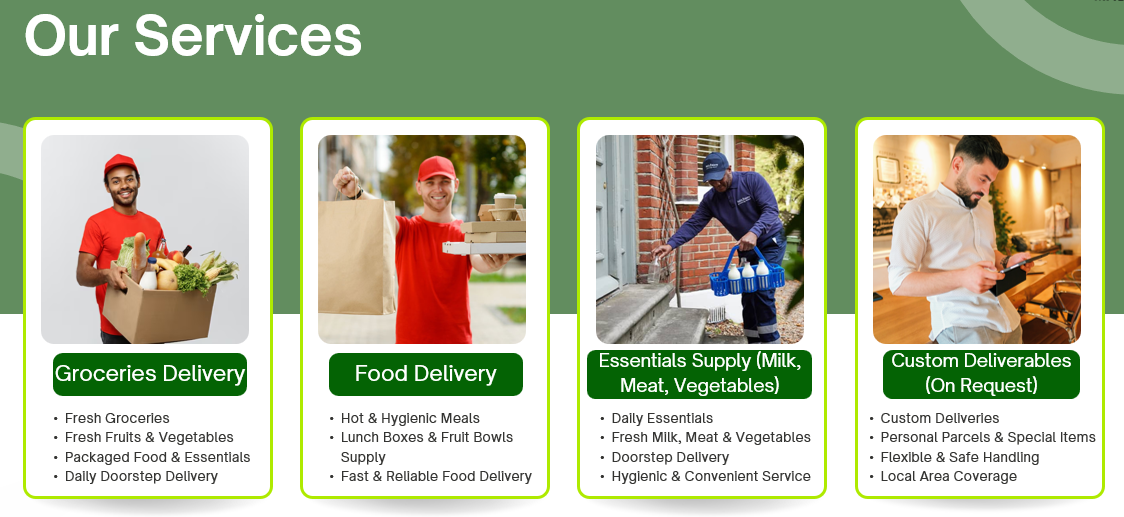 Our Services
Groceries Delivery
• Fresh Groceries
• Fresh Fruits & Vegetables
• Packaged Food & Essentials
• Daily Doorstep Delivery
Food Delivery
• Hot & Hygienic Meals
• Lunch Boxes & Fruit Bowls
Supply
• Fast & Reliable Food Delivery
Essentials Supply (Milk,
Meat, Vegetables)
• Daily Essentials
• Fresh Milk, Meat & Vegetables
• Doorstep Delivery
• Hygienic & Convenient Service
Custom Deliverables
(On Request)
• Custom Deliveries
• Personal Parcels & Special Items
• Flexible & Safe Handling
• Local Area Coverage